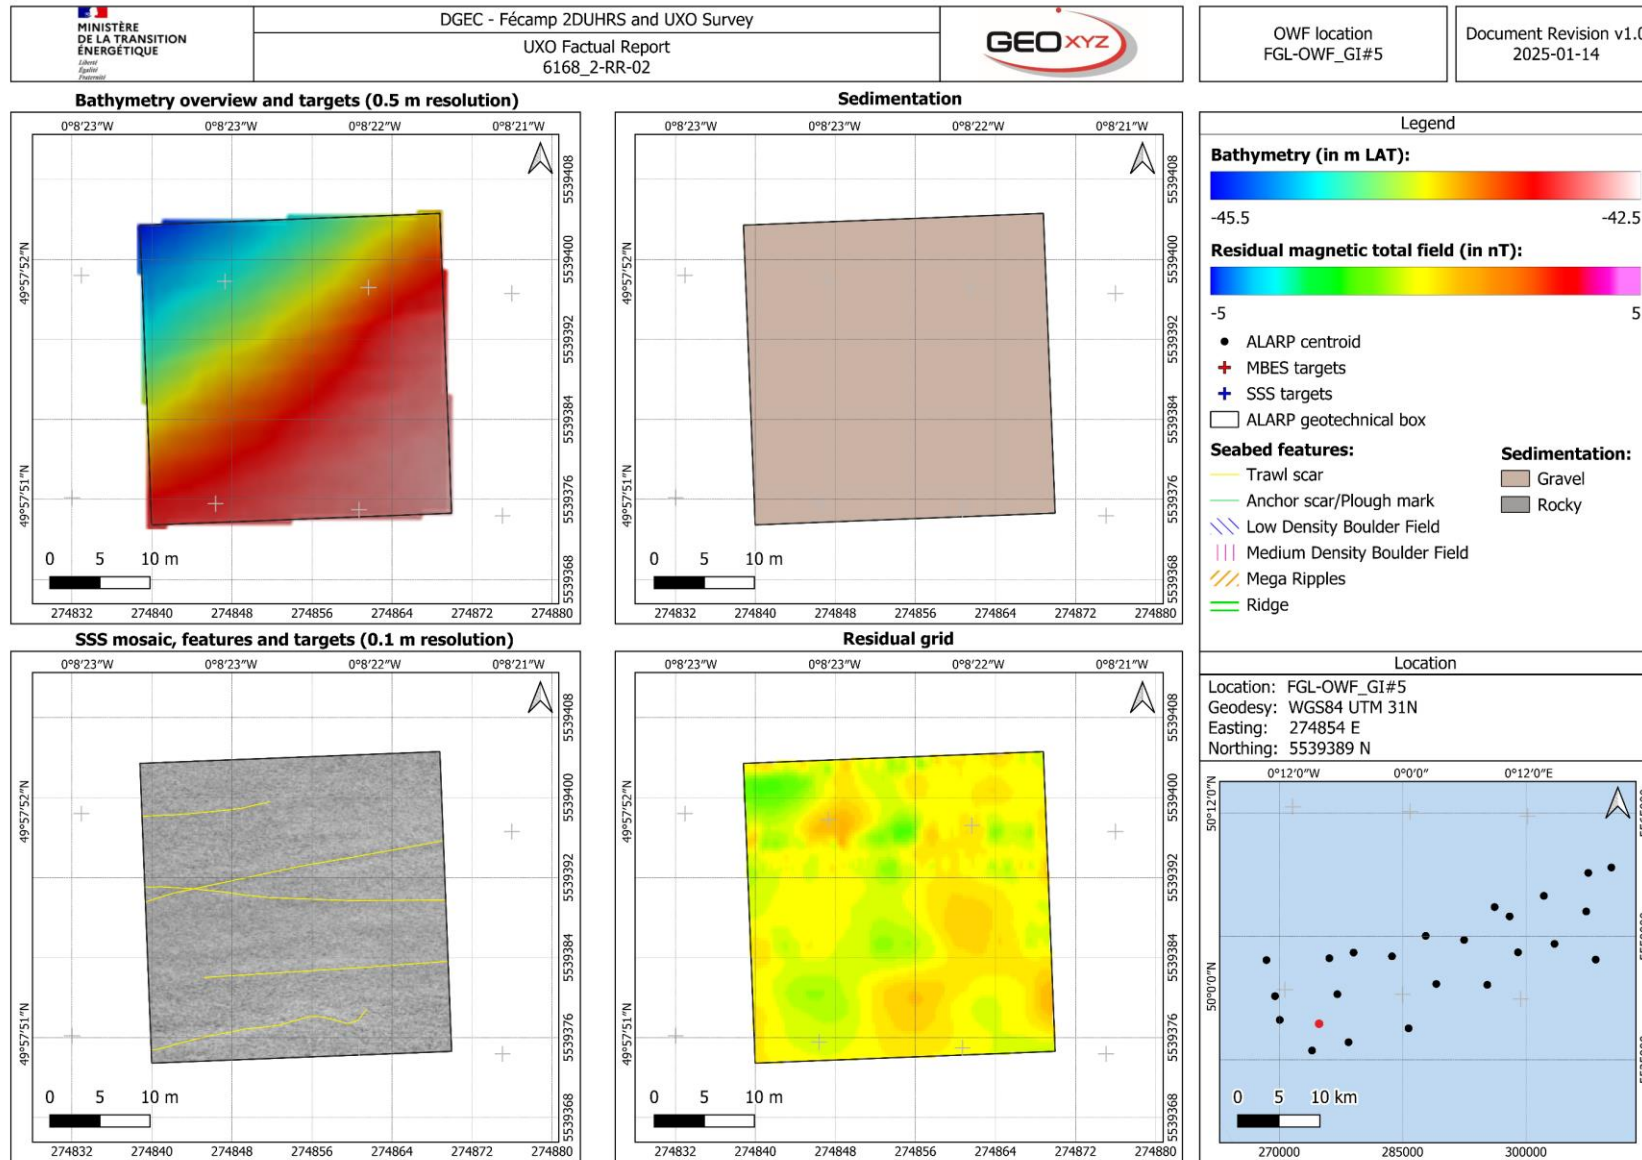 MINISTÈRE
DE LA TRANSITION
ÉNERGÉTIQUE
Liberté
Égalité
Fraternité
DGEC - Fécamp 2DUHRS and UXO Survey
UXO Factual Report
6168_2-RR-02
GEOXYZ
OWF location
FGL-OWF_GI#5
Document Revision v1.0
2025-01-14
Bathymetry overview and targets (0.5 m resolution)
0°8'23"W 0°8'23"W 0°8'22"W 0°8'21"W
49°57'52"N
49°57'51"N
5539408
5539400
5539392
5539384
5539376
5539368
0 5 10 m
274832 274840 274848 274856 274864 274872 274880
Sedimentation
0°8'23"W 0°8'23"W 0°8'22"W 0°8'21"W
49°57'52"N
49°57'51"N
5539408
5539400
5539392
5539384
5539376
5539368
0 5 10 m
274832 274840 274848 274856 274864 274872 274880
Legend
Bathymetry (in m LAT):
-45.5 -42.5
Residual magnetic total field (in nT):
-5 5
ALARP centroid
MBES targets
SSS targets
ALARP geotechnical box
Seabed features:
Trawl scar
Anchor scar/Plough mark
Low Density Boulder Field
Medium Density Boulder Field
Mega Ripples
Ridge
Sedimentation:
Gravel
Rocky
SSS mosaic, features and targets (0.1 m resolution)
0°8'23"W 0°8'23"W 0°8'22"W 0°8'21"W
49°57'52"N
49°57'51"N
5539408
5539400
5539392
5539384
5539376
5539368
0 5 10 m
274832 274840 274848 274856 274864 274872 274880
Residual grid
0°8'23"W 0°8'23"W 0°8'22"W 0°8'21"W
49°57'52"N
49°57'51"N
5539408
5539400
5539392
5539384
5539376
5539368
0 5 10 m
274832 274840 274848 274856 274864 274872 274880
Location
Location: FGL-OWF_GI#5
Geodesy: WGS84 UTM 31N
Easting: 274854 E
Northing: 5539389 N
0°12'0"W 0°0'0" 0°12'0"E
50°12'0"N
50°0'0"N
0 5 10 km
270000 285000 300000